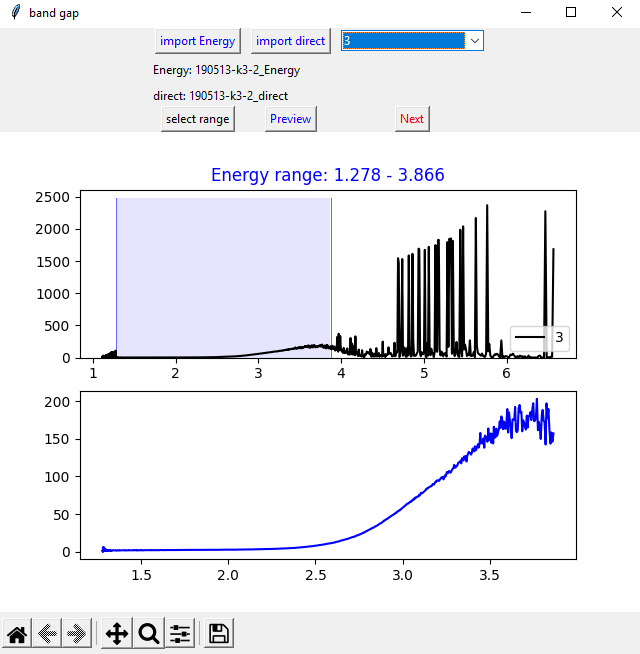 band gap
import Energy import direct 3
Energy: 190513-k3-2_Energy
direct: 190513-k3-2_direct
select range Preview Next
Energy range: 1.278 - 3.866
2500
2000
1500
1000
500
0
3
1 2 3 4 5 6
200
150
100
50
0
1.5 2.0 2.5 3.0 3.5